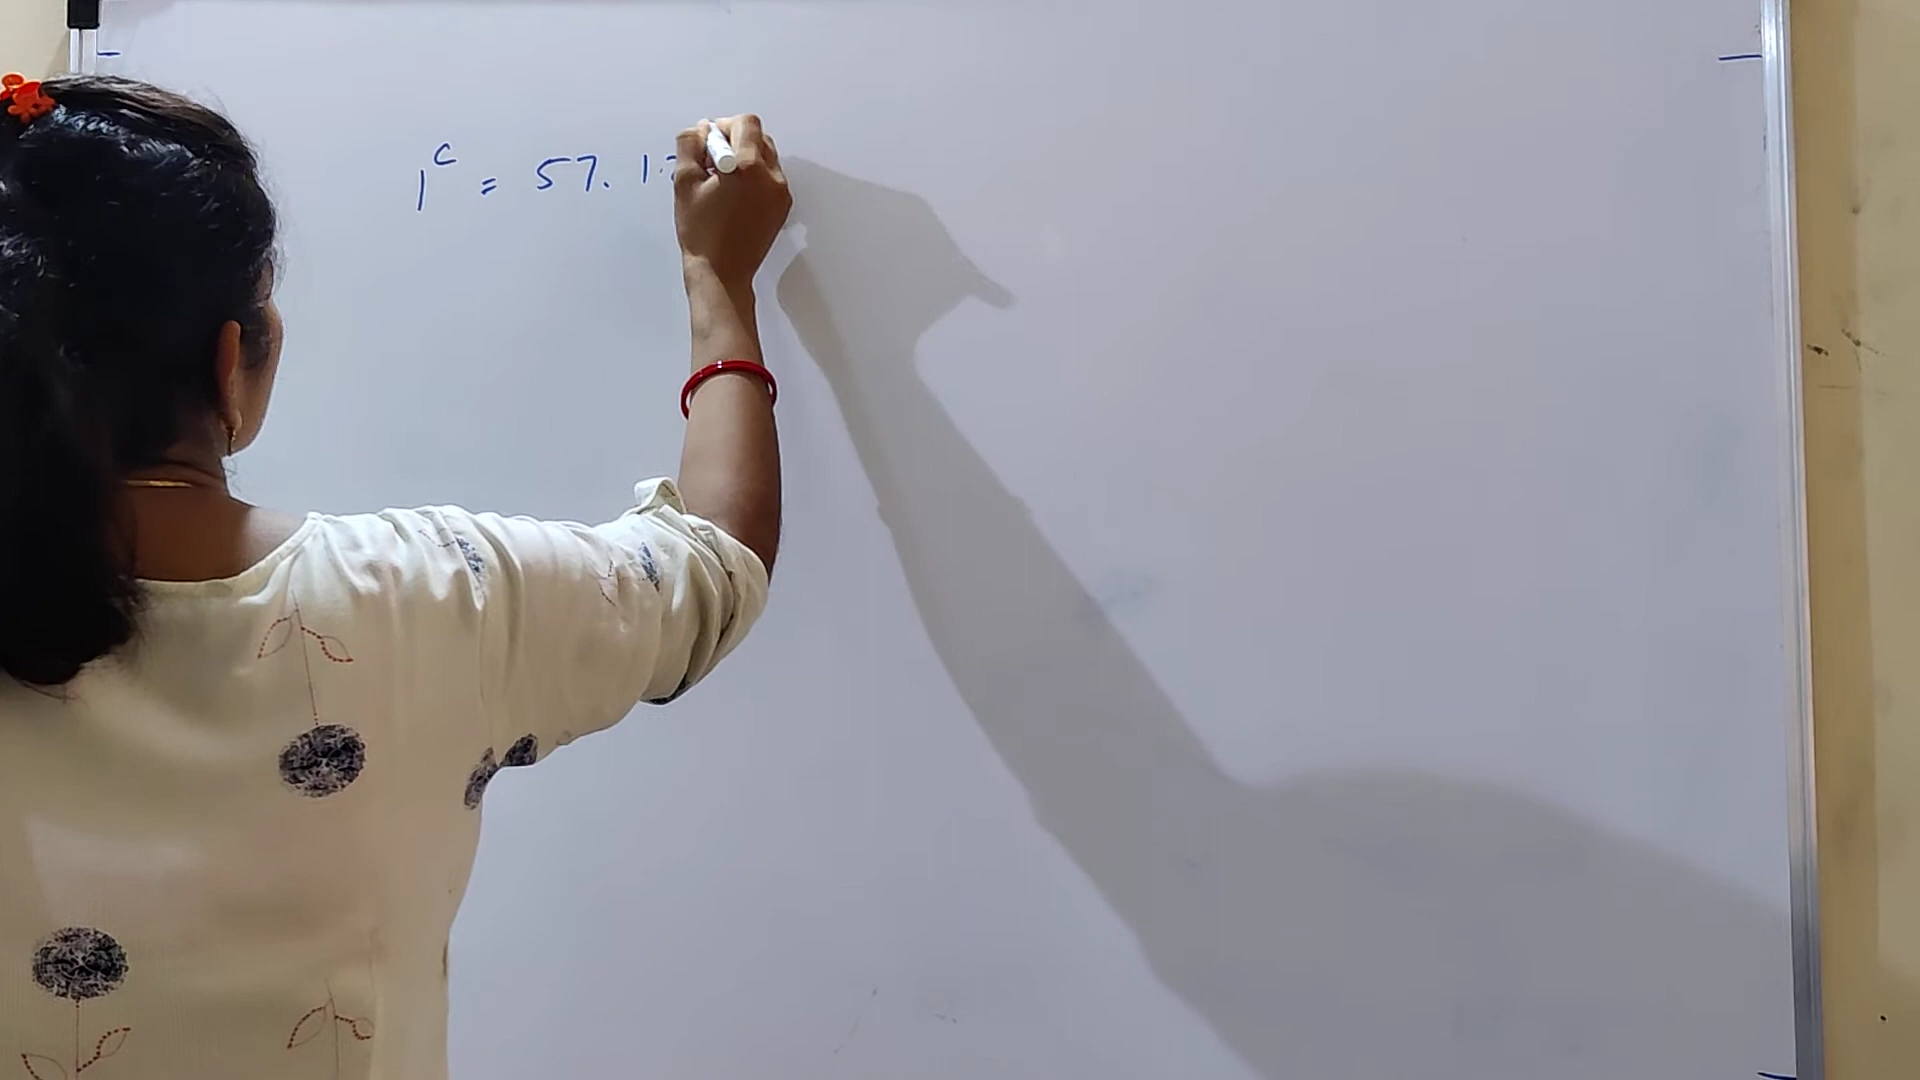 1ᶜ = 57. 1